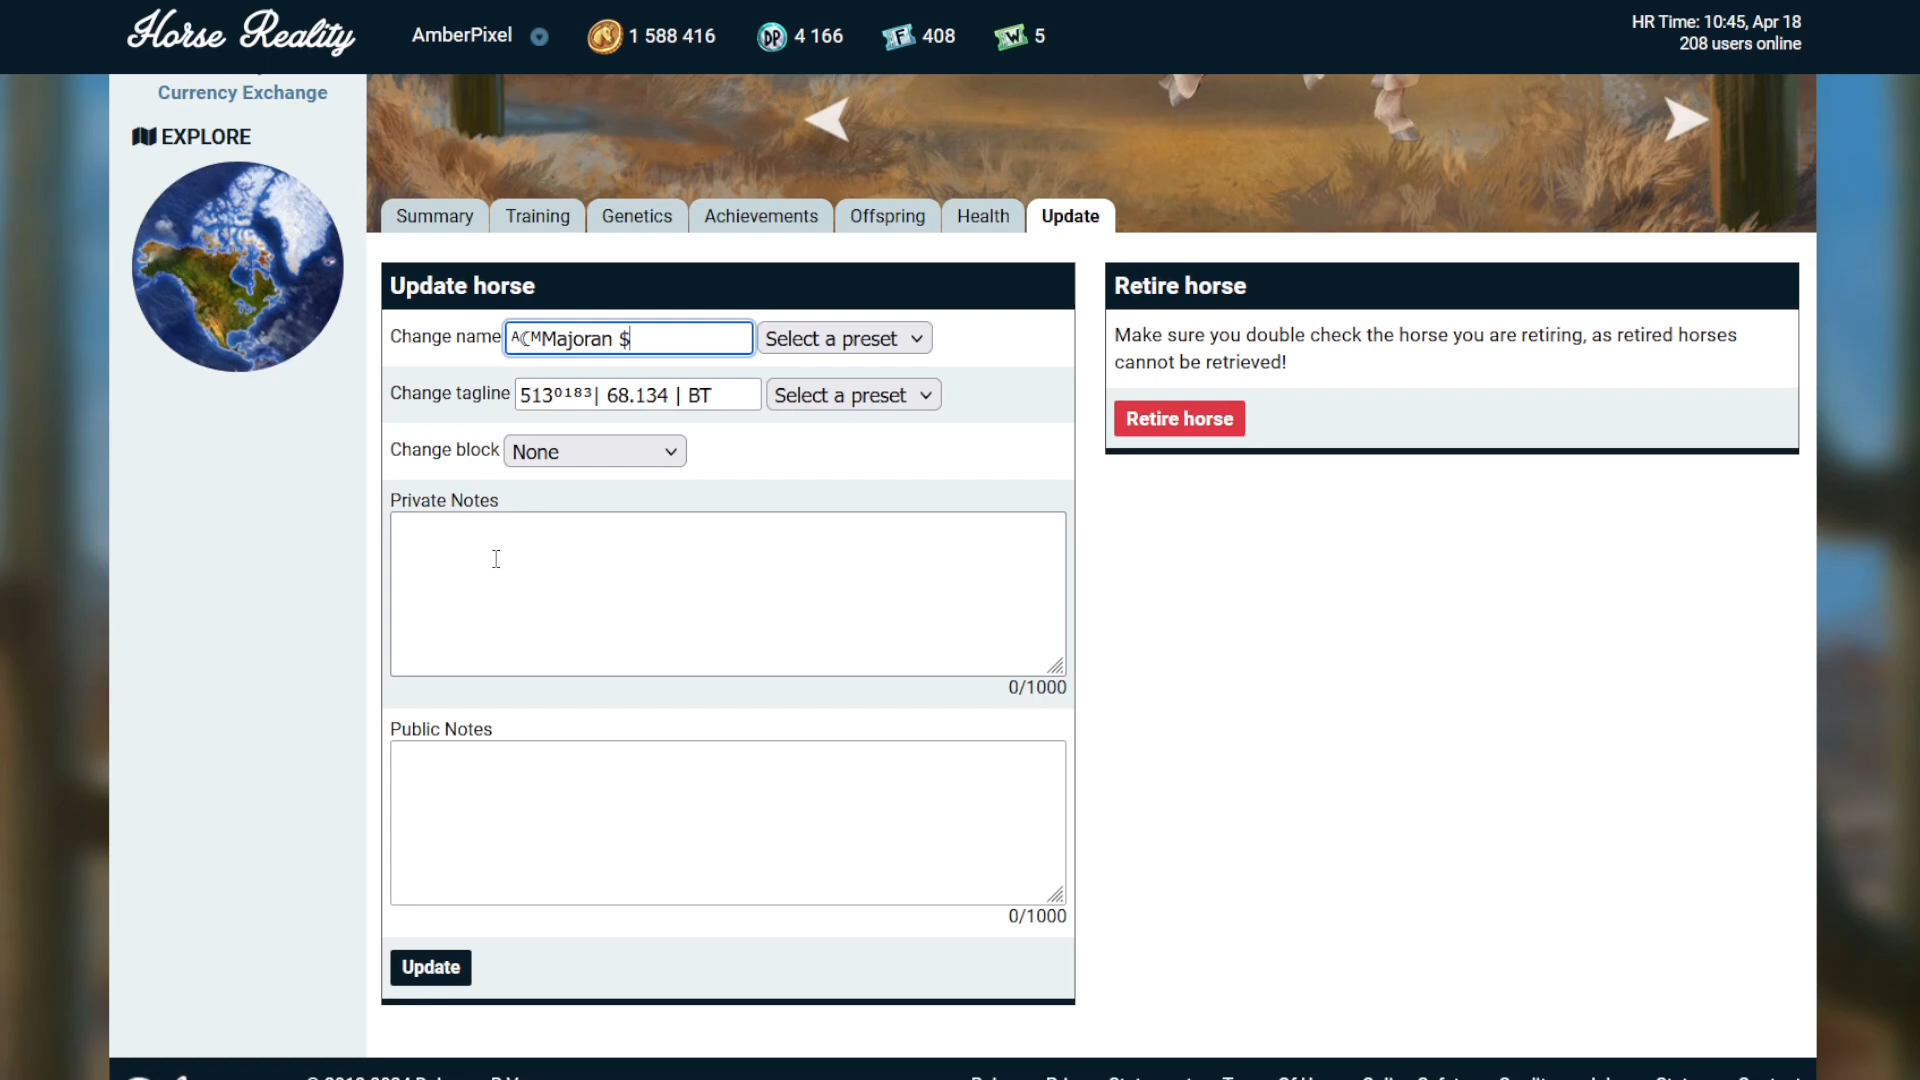 Horse Reality
AmberPixel
1 588 416
DP
4 166
F
408
W
5
HR Time: 10:45, Apr 18
208 users online
Currency Exchange
EXPLORE
Summary
Training
Genetics
Achievements
Offspring
Health
Update
Update horse
Change name ᴬ☾ᴹMajoran $ Select a preset
Change tagline 513⁰¹⁸³| 68.134 | BT Select a preset
Change block None
Private Notes
0/1000
Public Notes
0/1000
Update
Retire horse
Make sure you double check the horse you are retiring, as retired horses
cannot be retrieved!
Retire horse